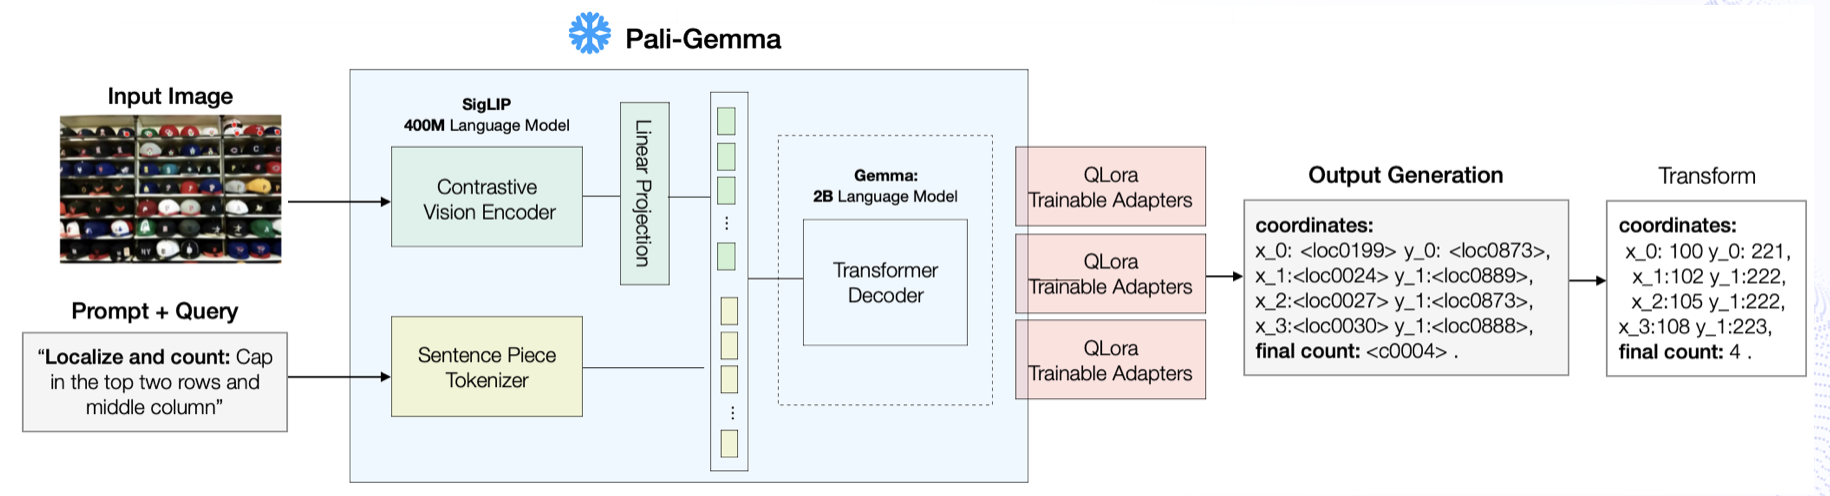 Pali-Gemma
Input Image
Prompt + Query
“Localize and count: Cap
in the top two rows and
middle column”
SigLIP
400M Language Model
Contrastive
Vision Encoder
Sentence Piece
Tokenizer
Linear Projection
...
...
Gemma:
2B Language Model
Transformer
Decoder
QLora
Trainable Adapters
QLora
Trainable Adapters
QLora
Trainable Adapters
Output Generation
coordinates:
x_0: <loc0199> y_0: <loc0873>,
x_1:<loc0024> y_1:<loc0889>,
x_2:<loc0027> y_1:<loc0873>,
x_3:<loc0030> y_1:<loc0888>,
final count: <c0004> .
Transform
coordinates:
x_0: 100 y_0: 221,
x_1:102 y_1:222,
x_2:105 y_1:222,
x_3:108 y_1:223,
final count: 4 .